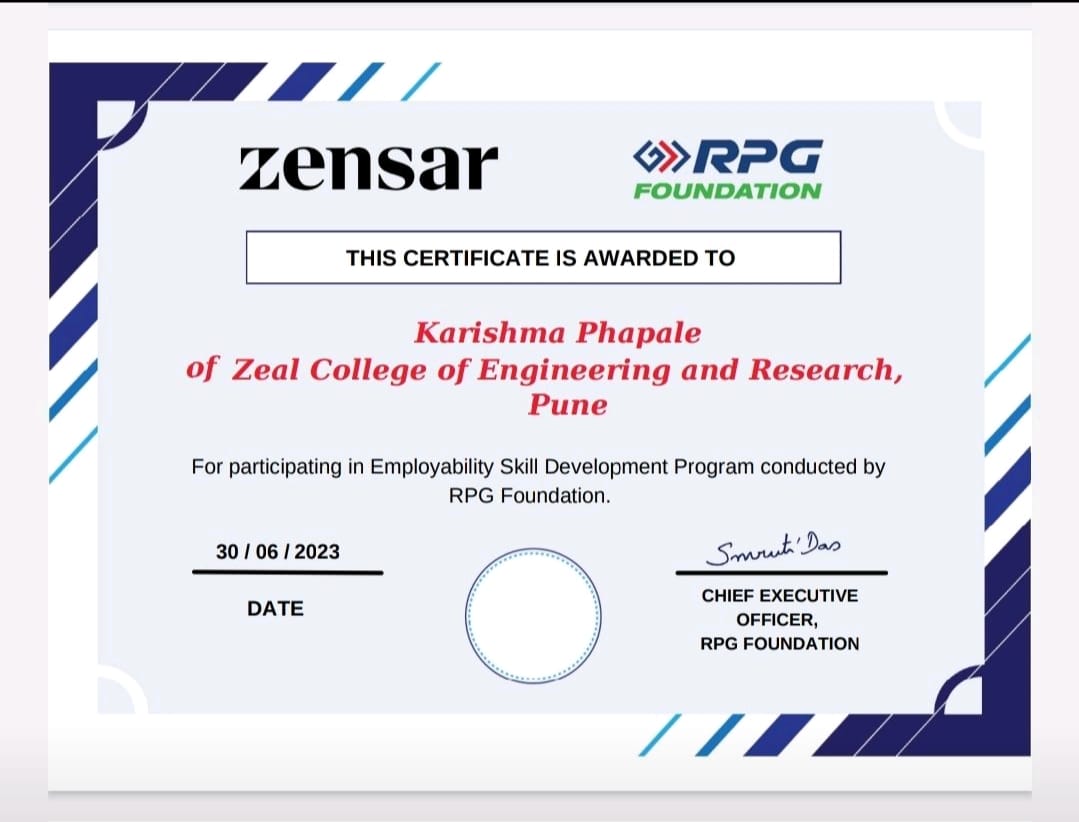 zensar
RPG
FOUNDATION
THIS CERTIFICATE IS AWARDED TO
Karishma Phapale
of Zeal College of Engineering and Research,
Pune
For participating in Employability Skill Development Program conducted by
RPG Foundation.
30 / 06 / 2023
DATE
Smruti Das
CHIEF EXECUTIVE
OFFICER,
RPG FOUNDATION